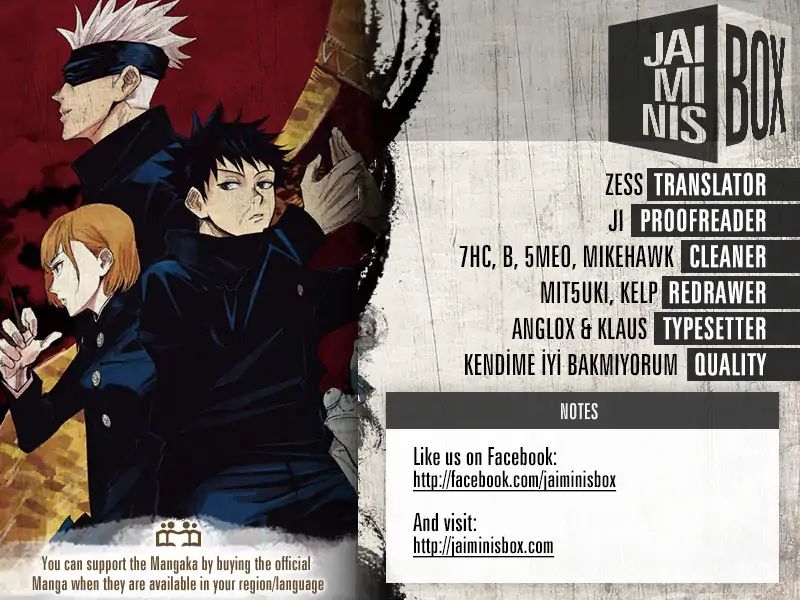 JAI
MI
NIS
BOX
ZESS TRANSLATOR
JI PROOFREADER
7HC, B, 5MEO, MIKEHAWK CLEANER
MIT5UKI, KELP REDRAWER
ANGLOX & KLAUS TYPESETTER
KENDİME İYİ BAKMIYORUM QUALITY
NOTES
Like us on Facebook:
http://facebook.com/jaiminisbox
And visit:
http://jaiminisbox.com
You can support the Mangaka by buying the official
Manga when they are available in your region/language